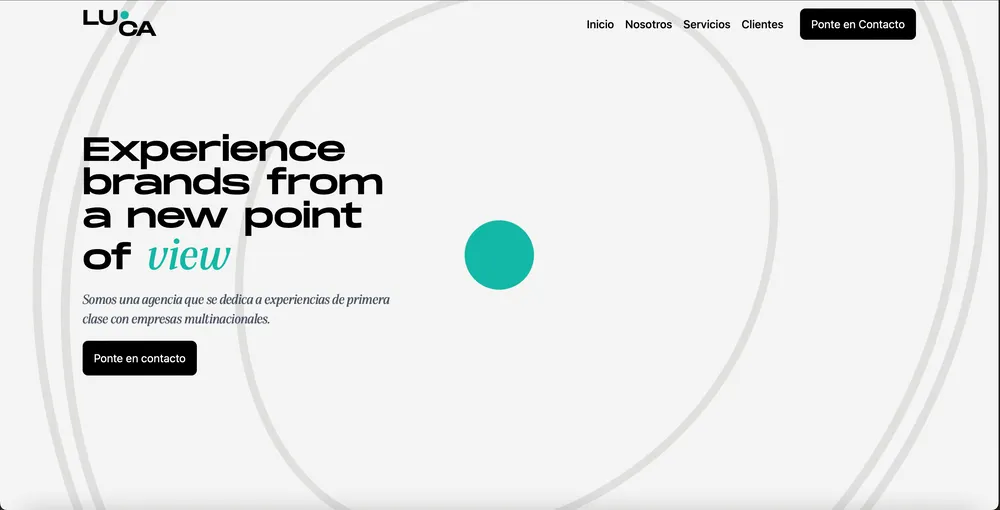 LU
CA
Inicio Nosotros Servicios Clientes Ponte en Contacto
Experience
brands from
a new point
of view
Somos una agencia que se dedica a experiencias de primera
clase con empresas multinacionales.
Ponte en contacto